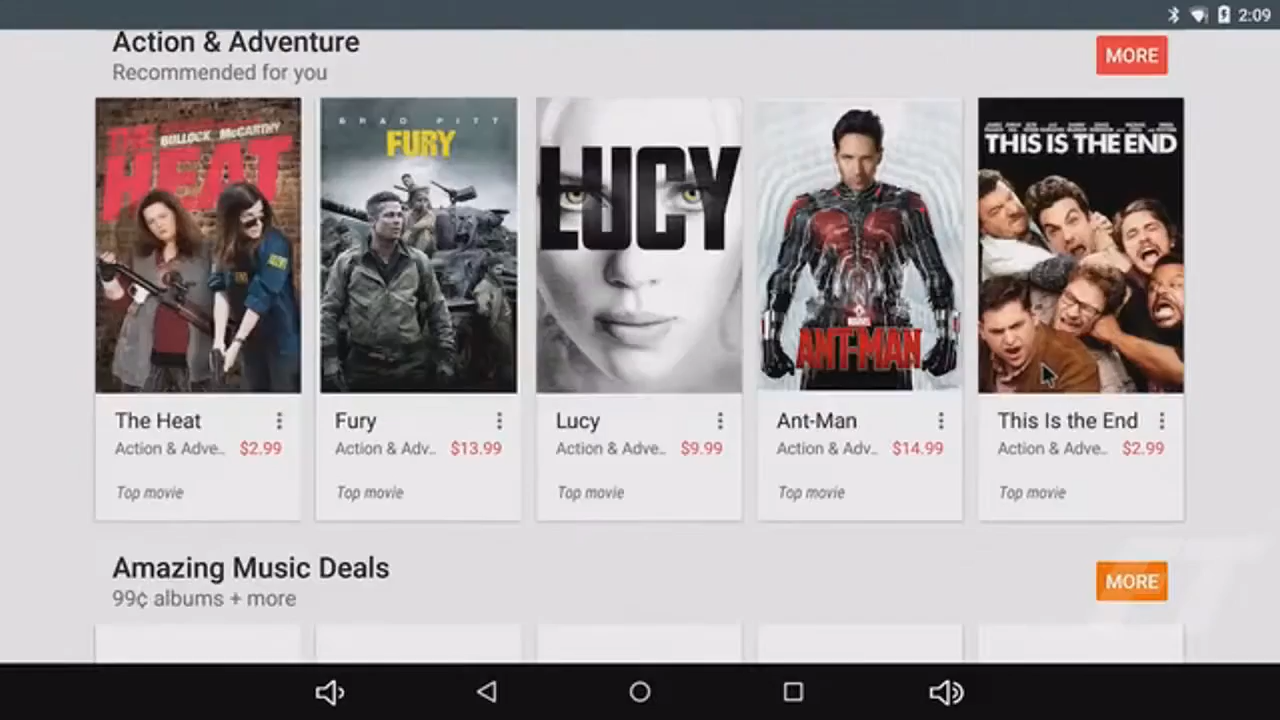 2:09
Action & Adventure
Recommended for you
MORE
THE
BULLOCK McCARTHY
HEAT
BRAD PITT
FURY
LUCY
MARVEL
ANT-MAN
THIS IS THE END
The Heat
Action & Adve.. $2.99
Top movie
Fury
Action & Adv.. $13.99
Top movie
Lucy
Action & Adve.. $9.99
Top movie
Ant-Man
Action & Adv.. $14.99
Top movie
This Is the End
Action & Adve.. $2.99
Top movie
Amazing Music Deals
99¢ albums + more
MORE